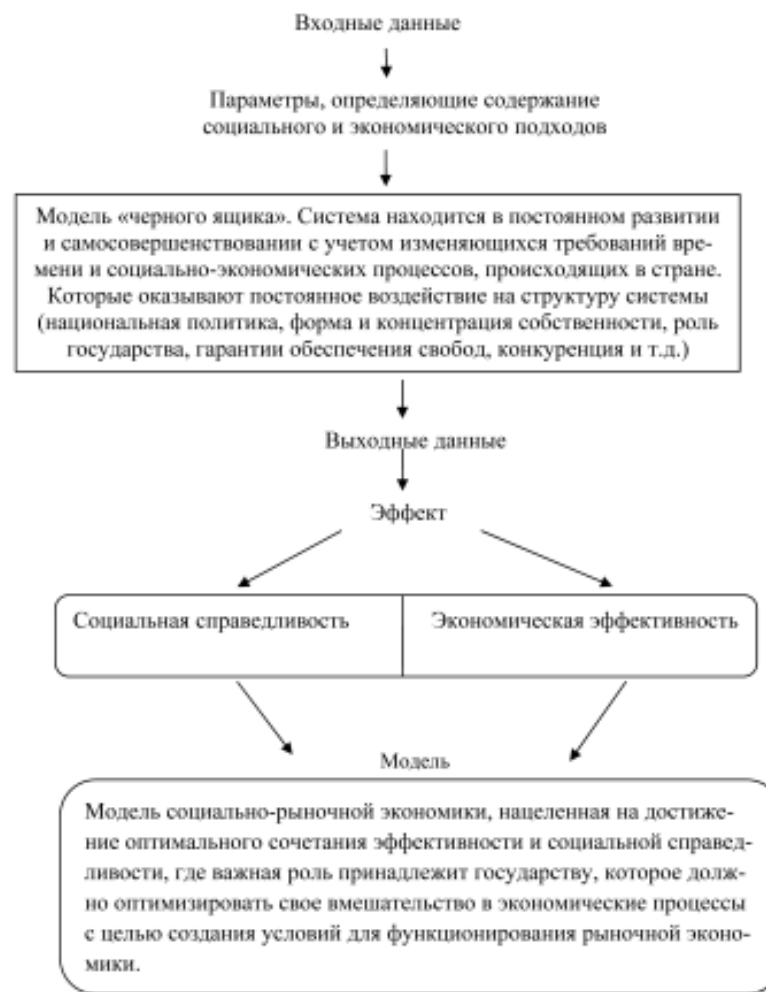 Входные данные
Параметры, определяющие содержание
социального и экономического подходов
Модель «черного ящика». Система находится в постоянном развитии
и самосовершенствовании с учетом изменяющихся требований вре-
мени и социально-экономических процессов, происходящих в стране.
Которые оказывают постоянное воздействие на структуру системы
(национальная политика, форма и концентрация собственности, роль
государства, гарантии обеспечения свобод, конкуренция и т.д.)
Выходные данные
Эффект
Социальная справедливость
Экономическая эффективность
Модель
Модель социально-рыночной экономики, нацеленная на достиже-
ние оптимального сочетания эффективности и социальной справед-
ливости, где важная роль принадлежит государству, которое долж-
но оптимизировать свое вмешательство в экономические процессы
с целью создания условий для функционирования рыночной эконо-
мики.